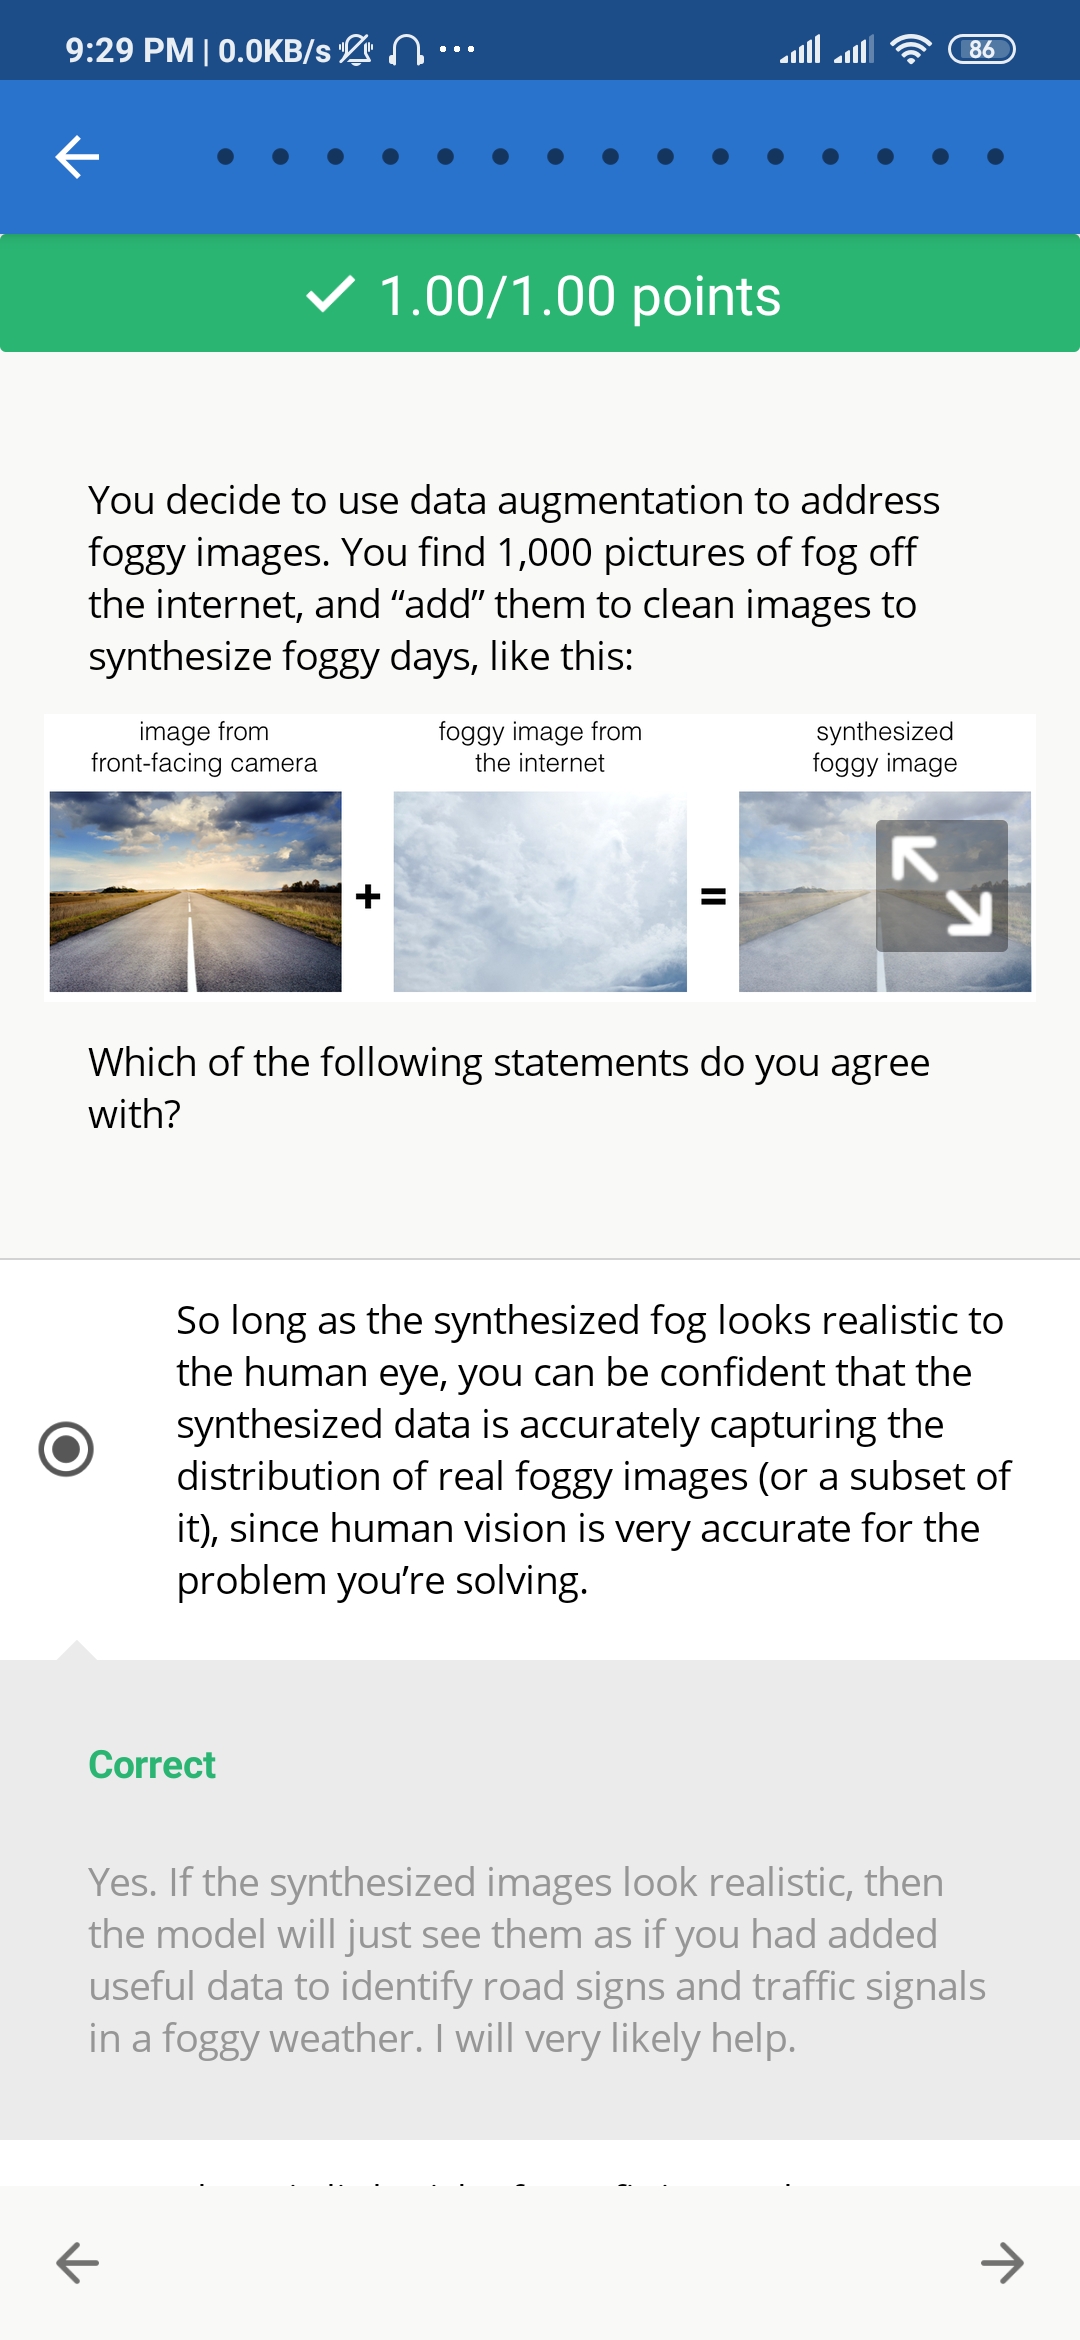 9:29 PM | 0.0KB/s ...
86
1.00/1.00 points
You decide to use data augmentation to address
foggy images. You find 1,000 pictures of fog off
the internet, and “add” them to clean images to
synthesize foggy days, like this:
image from
front-facing camera
foggy image from
the internet
synthesized
foggy image
+
=
Which of the following statements do you agree
with?
So long as the synthesized fog looks realistic to
the human eye, you can be confident that the
synthesized data is accurately capturing the
distribution of real foggy images (or a subset of
it), since human vision is very accurate for the
problem you’re solving.
Correct
Yes. If the synthesized images look realistic, then
the model will just see them as if you had added
useful data to identify road signs and traffic signals
in a foggy weather. I will very likely help.